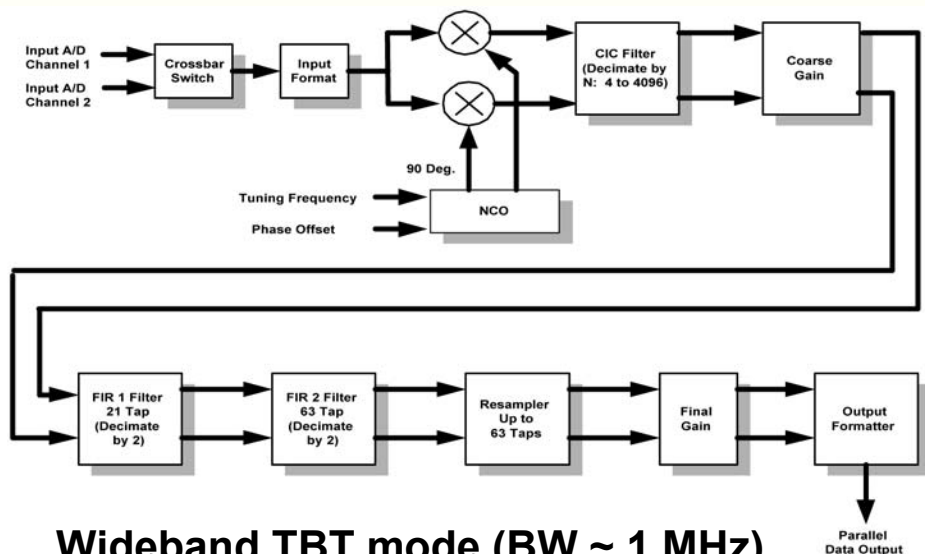 Input A/D
Channel 1
Input A/D
Channel 2
Crossbar
Switch
Input
Format
CIC Filter
(Decimate by
N: 4 to 4096)
Coarse
Gain
90 Deg.
Tuning Frequency
Phase Offset
NCO
FIR 1 Filter
21 Tap
(Decimate
by 2)
FIR 2 Filter
63 Tap
(Decimate
by 2)
Resampler
Up to
63 Taps
Final
Gain
Output
Formatter
Parallel
Data Output
Wideband TBT mode (BW ~ 1 MHz)